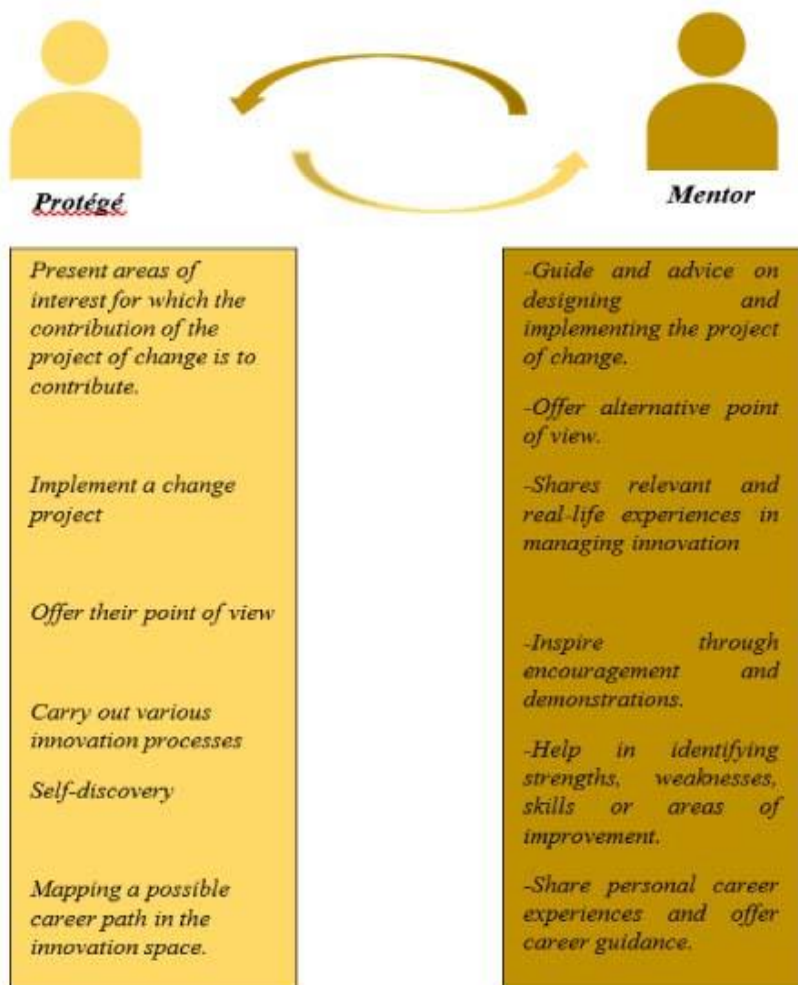 Protégé
Present areas of
interest for which the
contribution of the
project of change is to
contribute.
Implement a change
project
Offer their point of view
Carry out various
innovation processes
Self-discovery
Mapping a possible
career path in the
innovation space.
Mentor
-Guide and advice on
designing and
implementing the project
of change.
-Offer alternative point
of view.
-Shares relevant and
real-life experiences in
managing innovation
-Inspire through
encouragement and
demonstrations.
-Help in identifying
strengths, weaknesses,
skills or areas of
improvement.
-Share personal career
experiences and offer
career guidance.